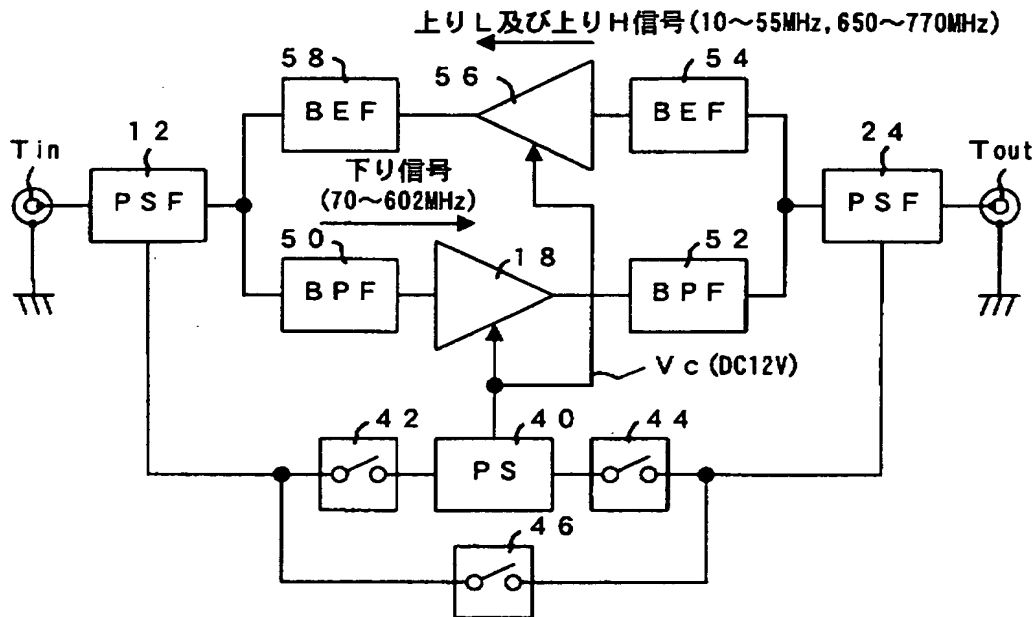 上りL及び上りH信号(10～55MHz, 650～770MHz)
58
56
54
BEF
BEF
12
24
Tin
Tout
下り信号
(70～602MHz)
PSF
PSF
50
18
52
BPF
BPF
Vc(DC12V)
42
40
44
PS
46